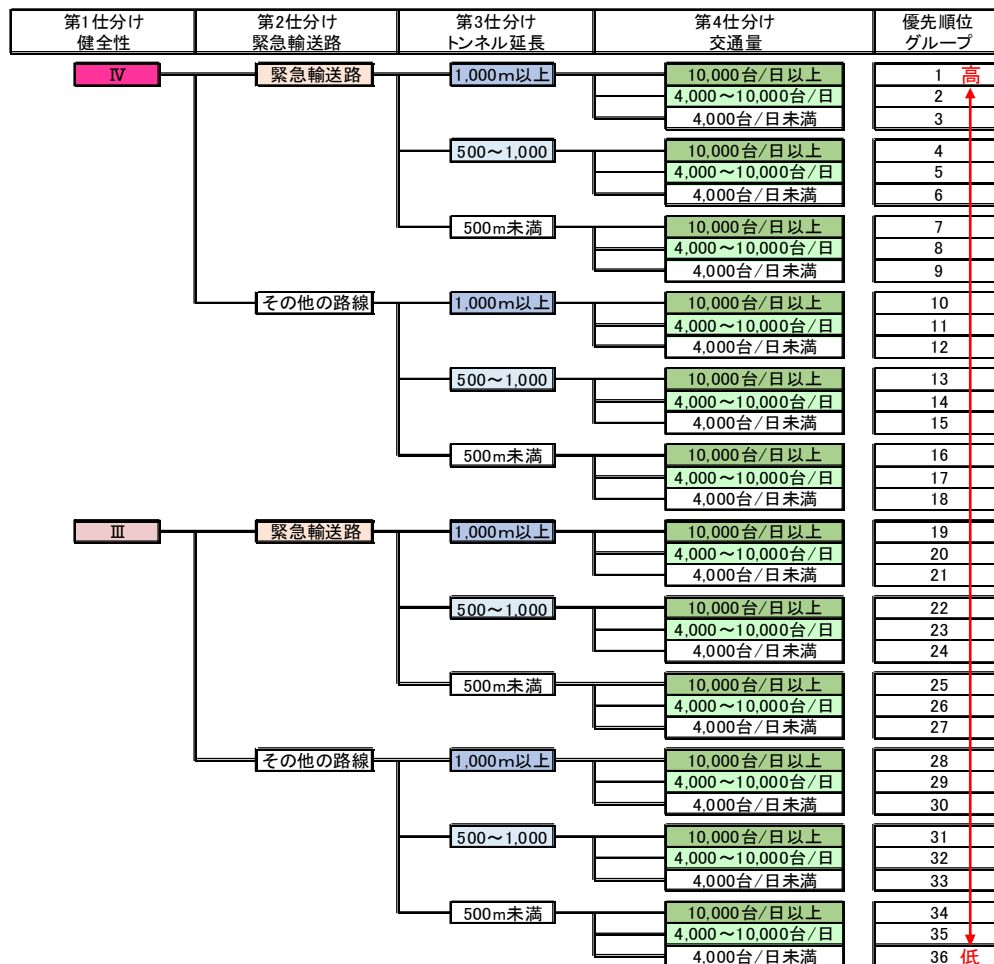 第1仕分け 第2仕分け 第3仕分け 第4仕分け 優先順位
健全性 緊急輸送路 トンネル延長 交通量 グループ
Ⅳ 緊急輸送路 1,000m以上 10,000台/日以上 1 高
4,000～10,000台/日 2
4,000台/日未満 3
500～1,000 10,000台/日以上 4
4,000～10,000台/日 5
4,000台/日未満 6
500m未満 10,000台/日以上 7
4,000～10,000台/日 8
4,000台/日未満 9
その他の路線 1,000m以上 10,000台/日以上 10
4,000～10,000台/日 11
4,000台/日未満 12
500～1,000 10,000台/日以上 13
4,000～10,000台/日 14
4,000台/日未満 15
500m未満 10,000台/日以上 16
4,000～10,000台/日 17
4,000台/日未満 18
Ⅲ 緊急輸送路 1,000m以上 10,000台/日以上 19
4,000～10,000台/日 20
4,000台/日未満 21
500～1,000 10,000台/日以上 22
4,000～10,000台/日 23
4,000台/日未満 24
500m未満 10,000台/日以上 25
4,000～10,000台/日 26
4,000台/日未満 27
その他の路線 1,000m以上 10,000台/日以上 28
4,000～10,000台/日 29
4,000台/日未満 30
500～1,000 10,000台/日以上 31
4,000～10,000台/日 32
4,000台/日未満 33
500m未満 10,000台/日以上 34
4,000～10,000台/日 35
4,000台/日未満 36 低